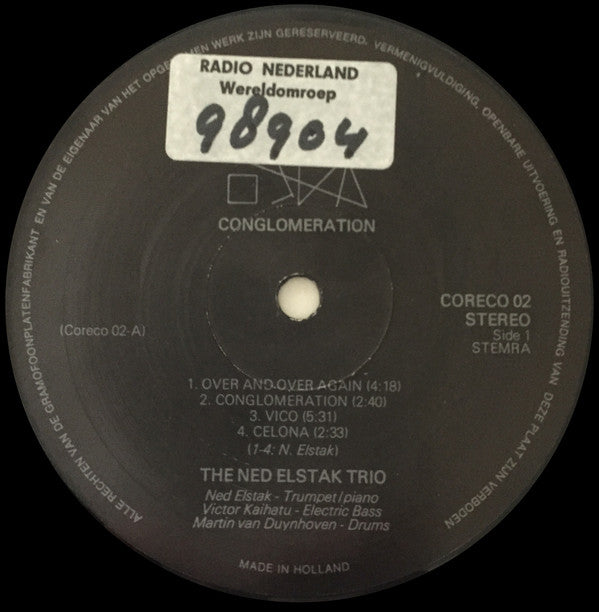 RADIO NEDERLAND
Wereldomroep
98904
CONGLOMERATION
CORECO 02
STEREO
Side 1
STEMRA
(Coreco 02-A)
1. OVER AND OVER AGAIN (4:18)
2. CONGLOMERATION (2:40)
3. VICO (5:31)
4. CELONA (2:33)
(1-4: N. Elstak)
THE NED ELSTAK TRIO
Ned Elstak - Trumpet/piano
Victor Kaihatu - Electric Bass
Martin van Duynhoven - Drums
MADE IN HOLLAND
ALLE RECHTEN VAN DE GRAMOFOONPLATENFABRIKANT EN VAN DE EIGENAAR VAN HET WERK ZIJN GERESERVEERD. VERMENIGVULDIGING, OPENBARE UITVOERING EN RADIOUITZENDING VAN DEZE PLAAT ZIJN VERBODEN